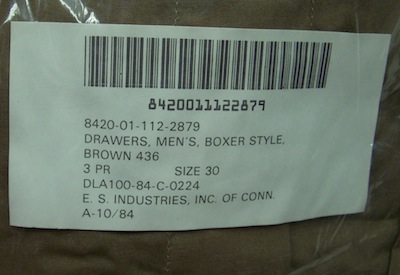 8420011122879
8420-01-112-2879
DRAWERS, MEN'S, BOXER STYLE,
BROWN 436
3 PR SIZE 30
DLA100-84-C-0224
E. S. INDUSTRIES, INC. OF CONN.
A-10/84